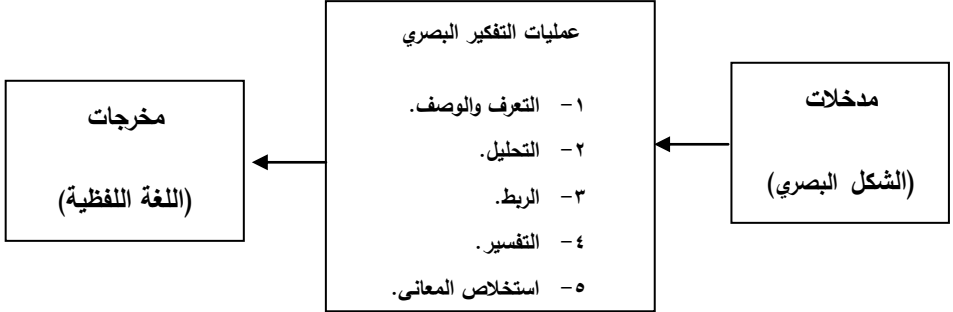 مدخلات
(الشكل البصري)
عمليات التفكير البصري
١- التعرف والوصف.
٢- التحليل.
٣- الربط.
٤- التفسير.
٥- استخلاص المعانى.
مخرجات
(اللغة اللفظية)